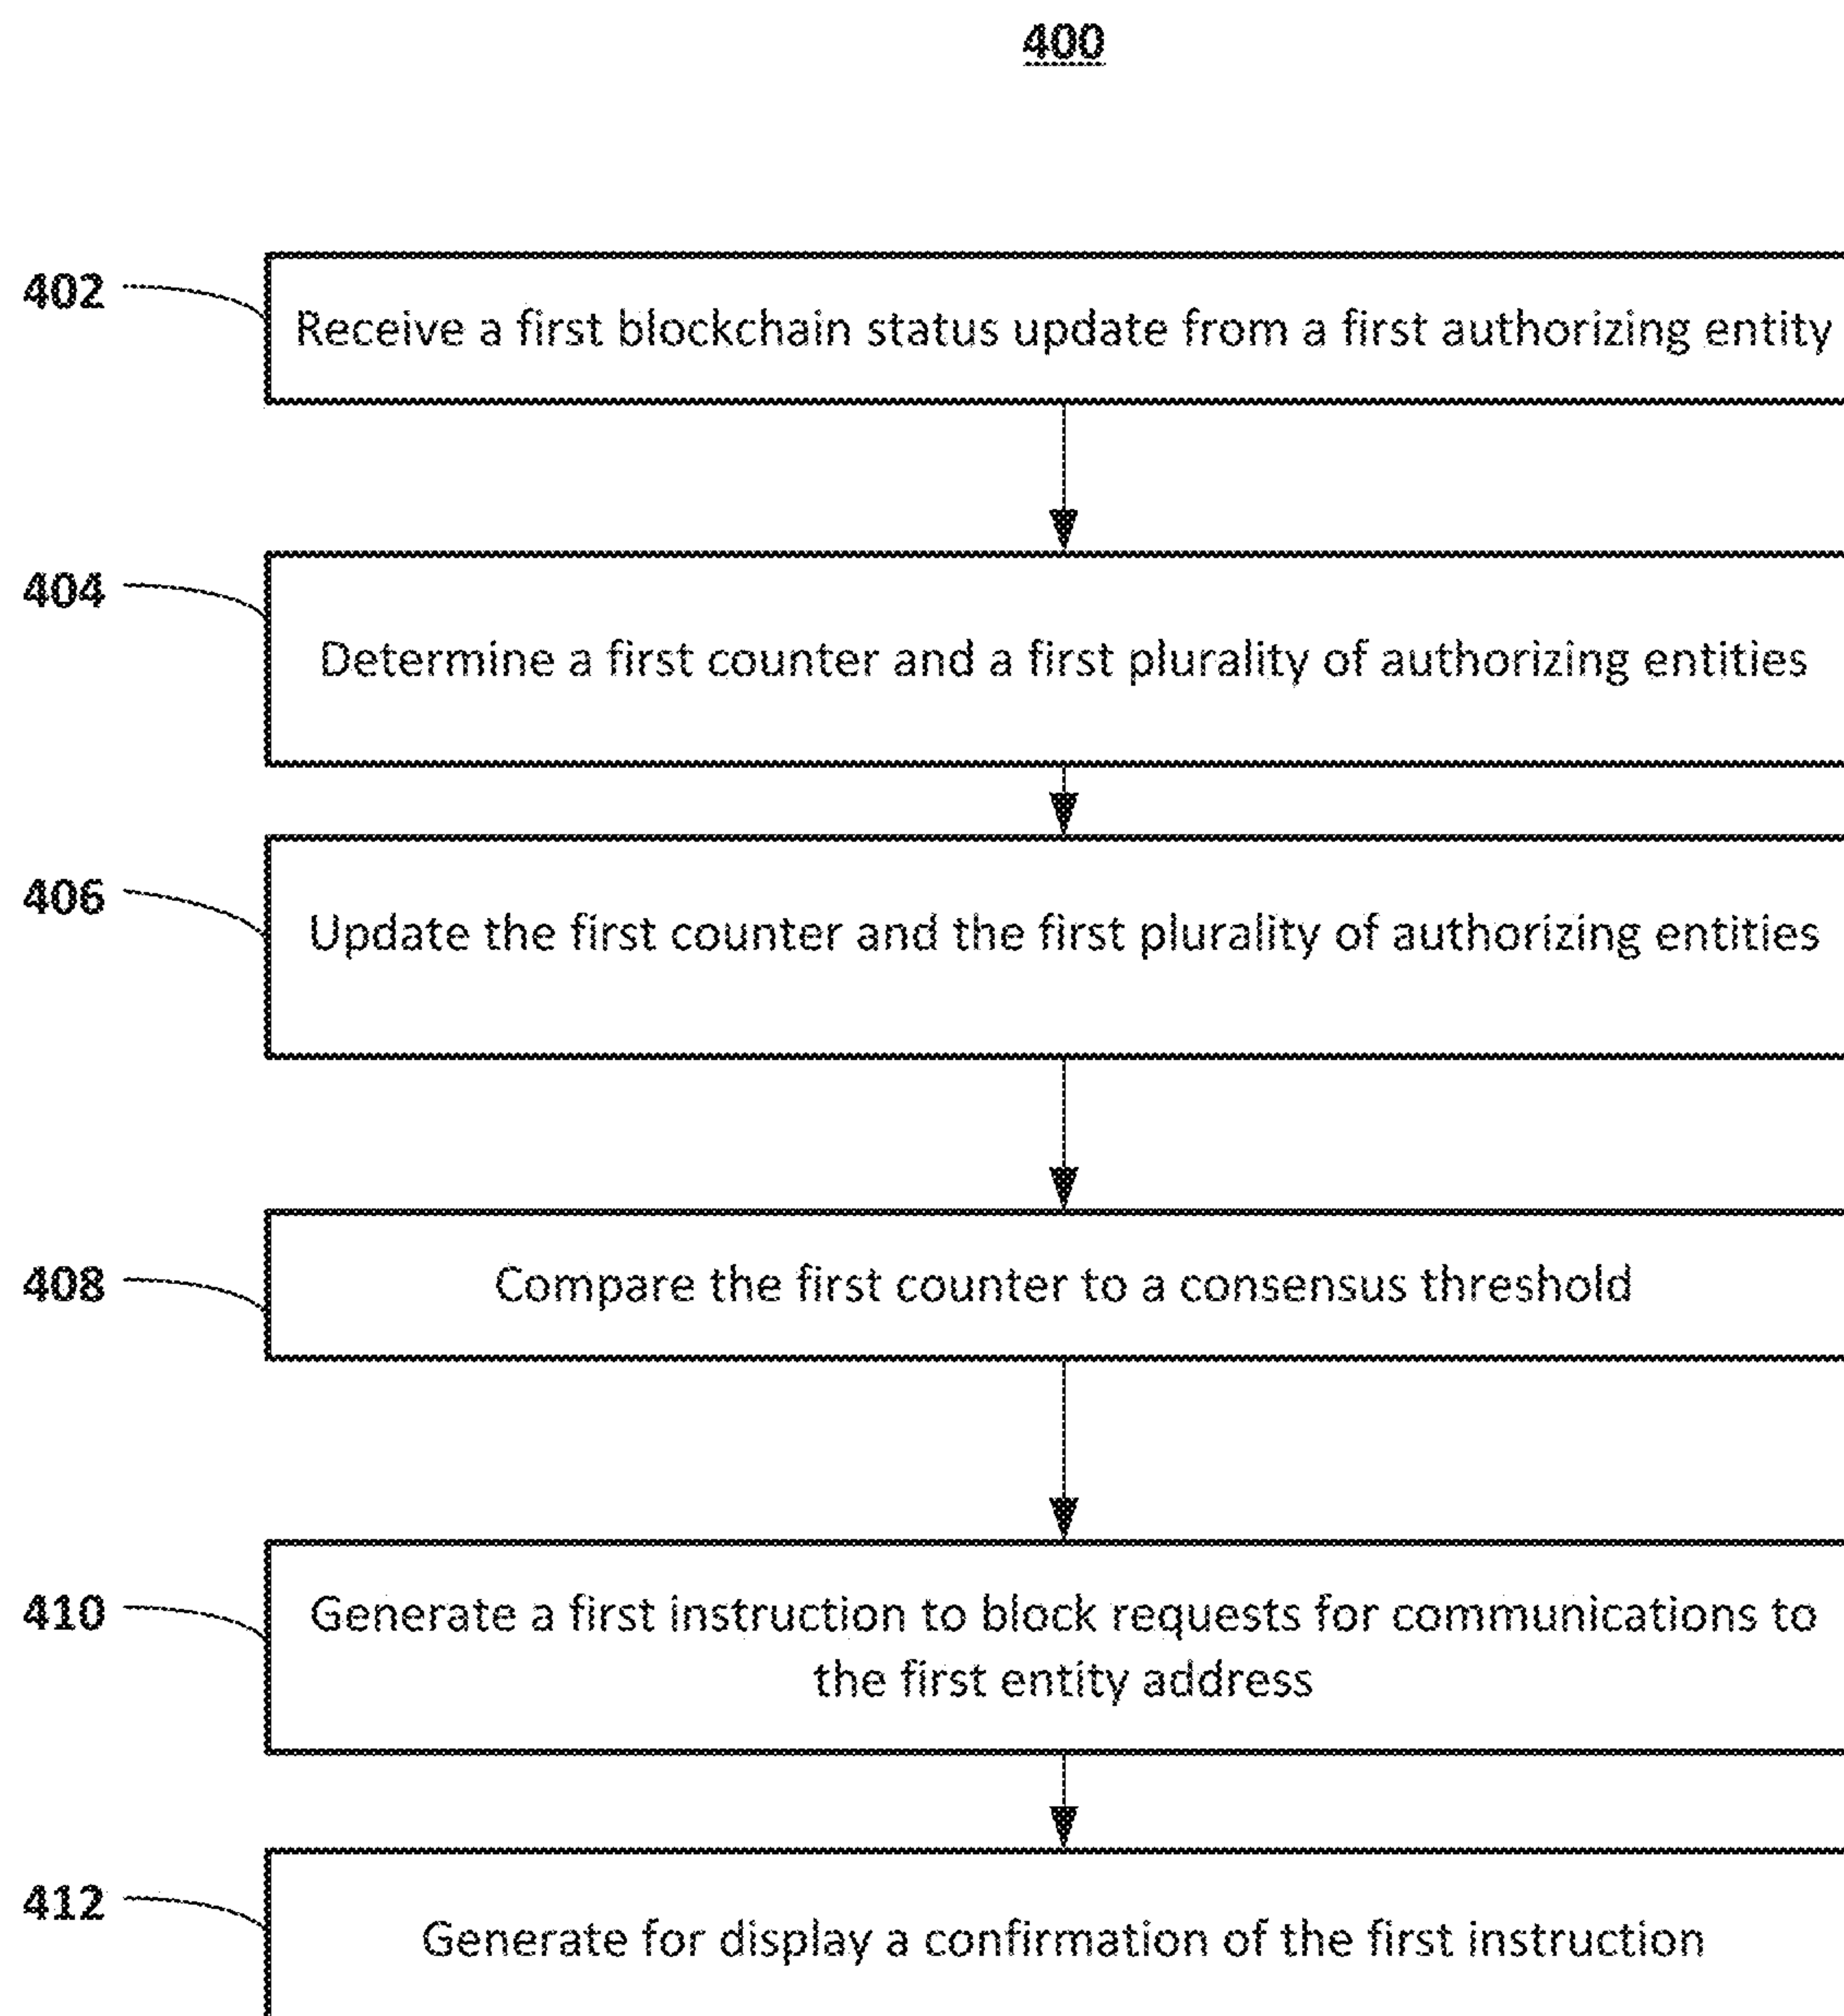 400
402
Receive a first blockchain status update from a first authorizing entity
404
Determine a first counter and a first plurality of authorizing entities
406
Update the first counter and the first plurality of authorizing entities
408
Compare the first counter to a consensus threshold
410
Generate a first instruction to block requests for communications to
the first entity address
412
Generate for display a confirmation of the first instruction